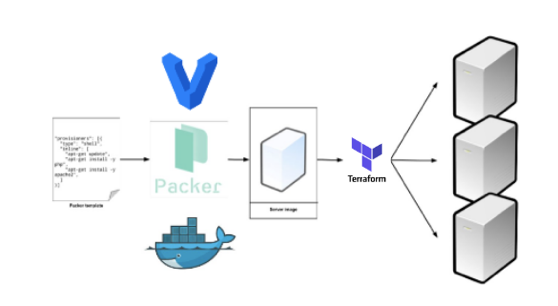 "provisioners": [{
"type": "shell",
"inline": [
"apt-get update",
"apt-get install -y
php",
"apt-get install -y
apache2",
]
}]
Packer template
Packer
Server image
Terraform